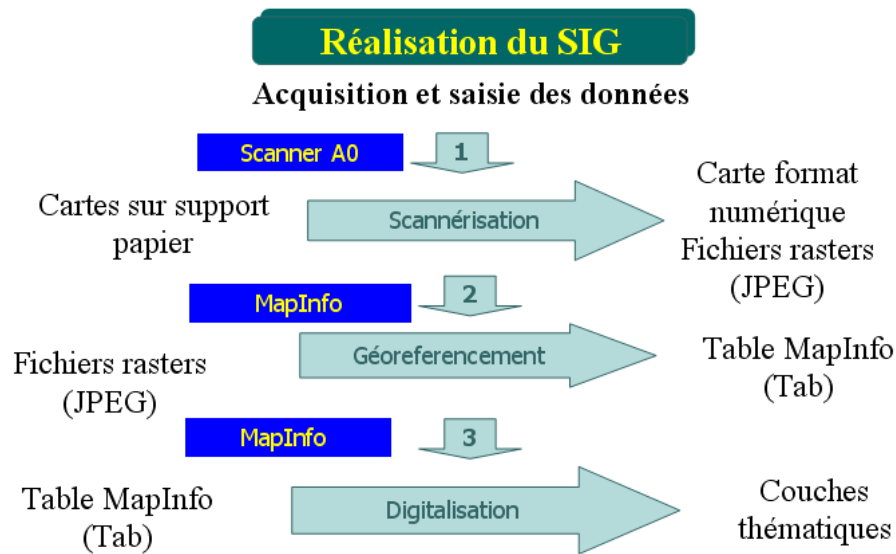 Réalisation du SIG
Acquisition et saisie des données
Scanner A0
1
Cartes sur support
papier
Scannérisation
Carte format
numérique
Fichiers rasters
(JPEG)
MapInfo
2
Fichiers rasters
(JPEG)
Géoreferencement
Table MapInfo
(Tab)
MapInfo
3
Table MapInfo
(Tab)
Digitalisation
Couches
thématiques